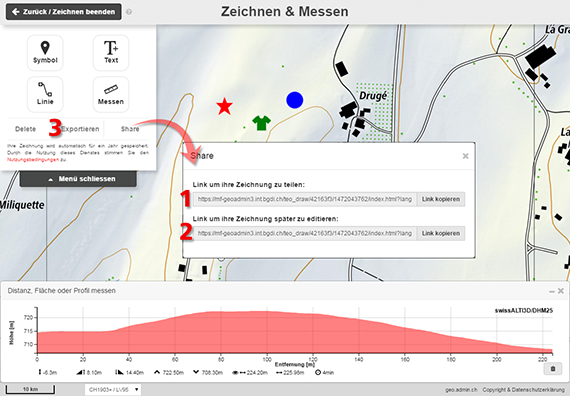 Zurück / Zeichnen beenden
Zeichnen & Messen
Symbol
Text
Linie
Messen
3
Delete
Exportieren
Share
Ihre Zeichnung wird automatisch für ein Jahr gespeichert.
Durch die Nutzung dieses Dienstes stimmen Sie den
Nutzungsbedingungen zu
Menü schliessen
Miliquette
Drugé
La Gra
La
Share
Link um ihre Zeichnung zu teilen:
1
https://mf-geoadmin3.int.bgdi.ch/teo_draw/42163f3/1472043762/index.html?lang
Link kopieren
Link um ihre Zeichnung später zu editieren:
2
https://mf-geoadmin3.int.bgdi.ch/teo_draw/42163f3/1472043762/index.html?lang
Link kopieren
Distanz, Fläche oder Profil messen
swissALTI3D/DHM25
Höhe [m]
720
715
710
0 20 40 60 80 100 120 140 160 180 200 220
Entfernung [m]
-6.3m
8.10m
14.40m
722.50m
708.30m
224.20m
225.98m
4min
10 km
CH1903+ / LV95
geo.admin.ch
Copyright & Datenschutzerklärung